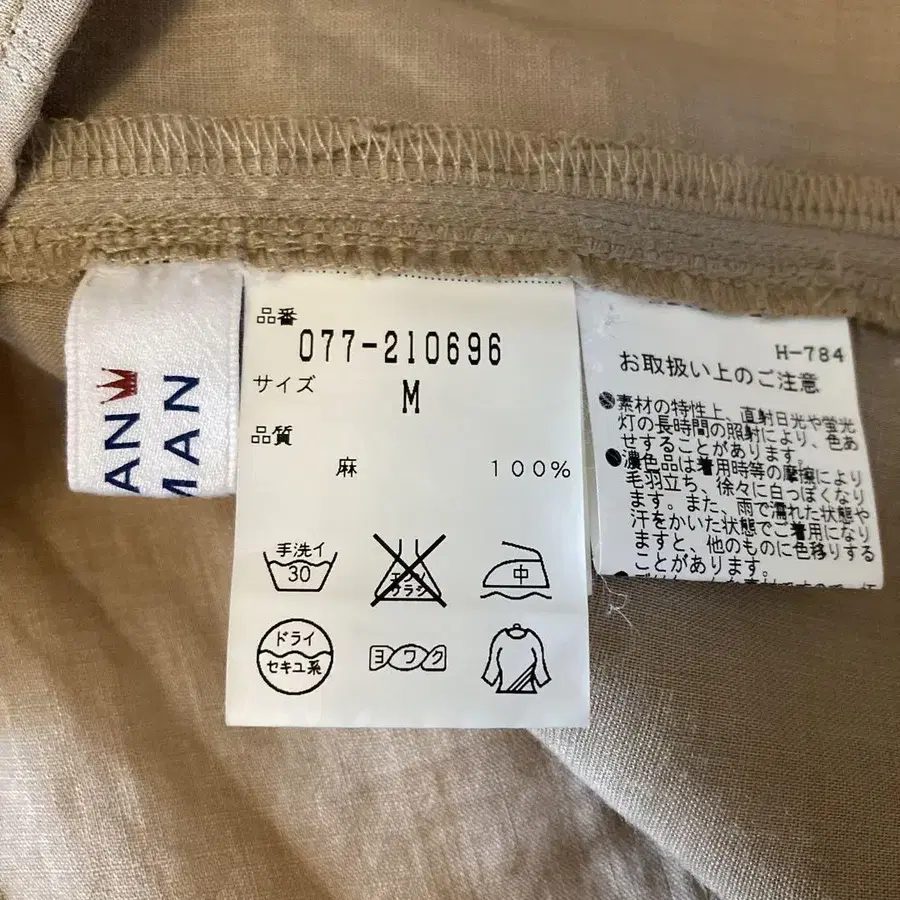 AN
MAN
品番
077-210696
サイズ
M
品質
麻 100%
手洗イ
30
エンソ
サラシ
中
ドライ
セキユ系
ヨワク
H-784
お取扱い上のご注意
●素材の特性上、直射日光や蛍光
灯の長時間の照射により、色あ
せすることがあります。
●濃色品は着用時等の摩擦により
毛羽立ち、徐々に白っぽくなり
ます。また、雨で濡れた状態や
汗をかいた状態でご着用になり
ますと、他のものに色移りする
ことがあります。